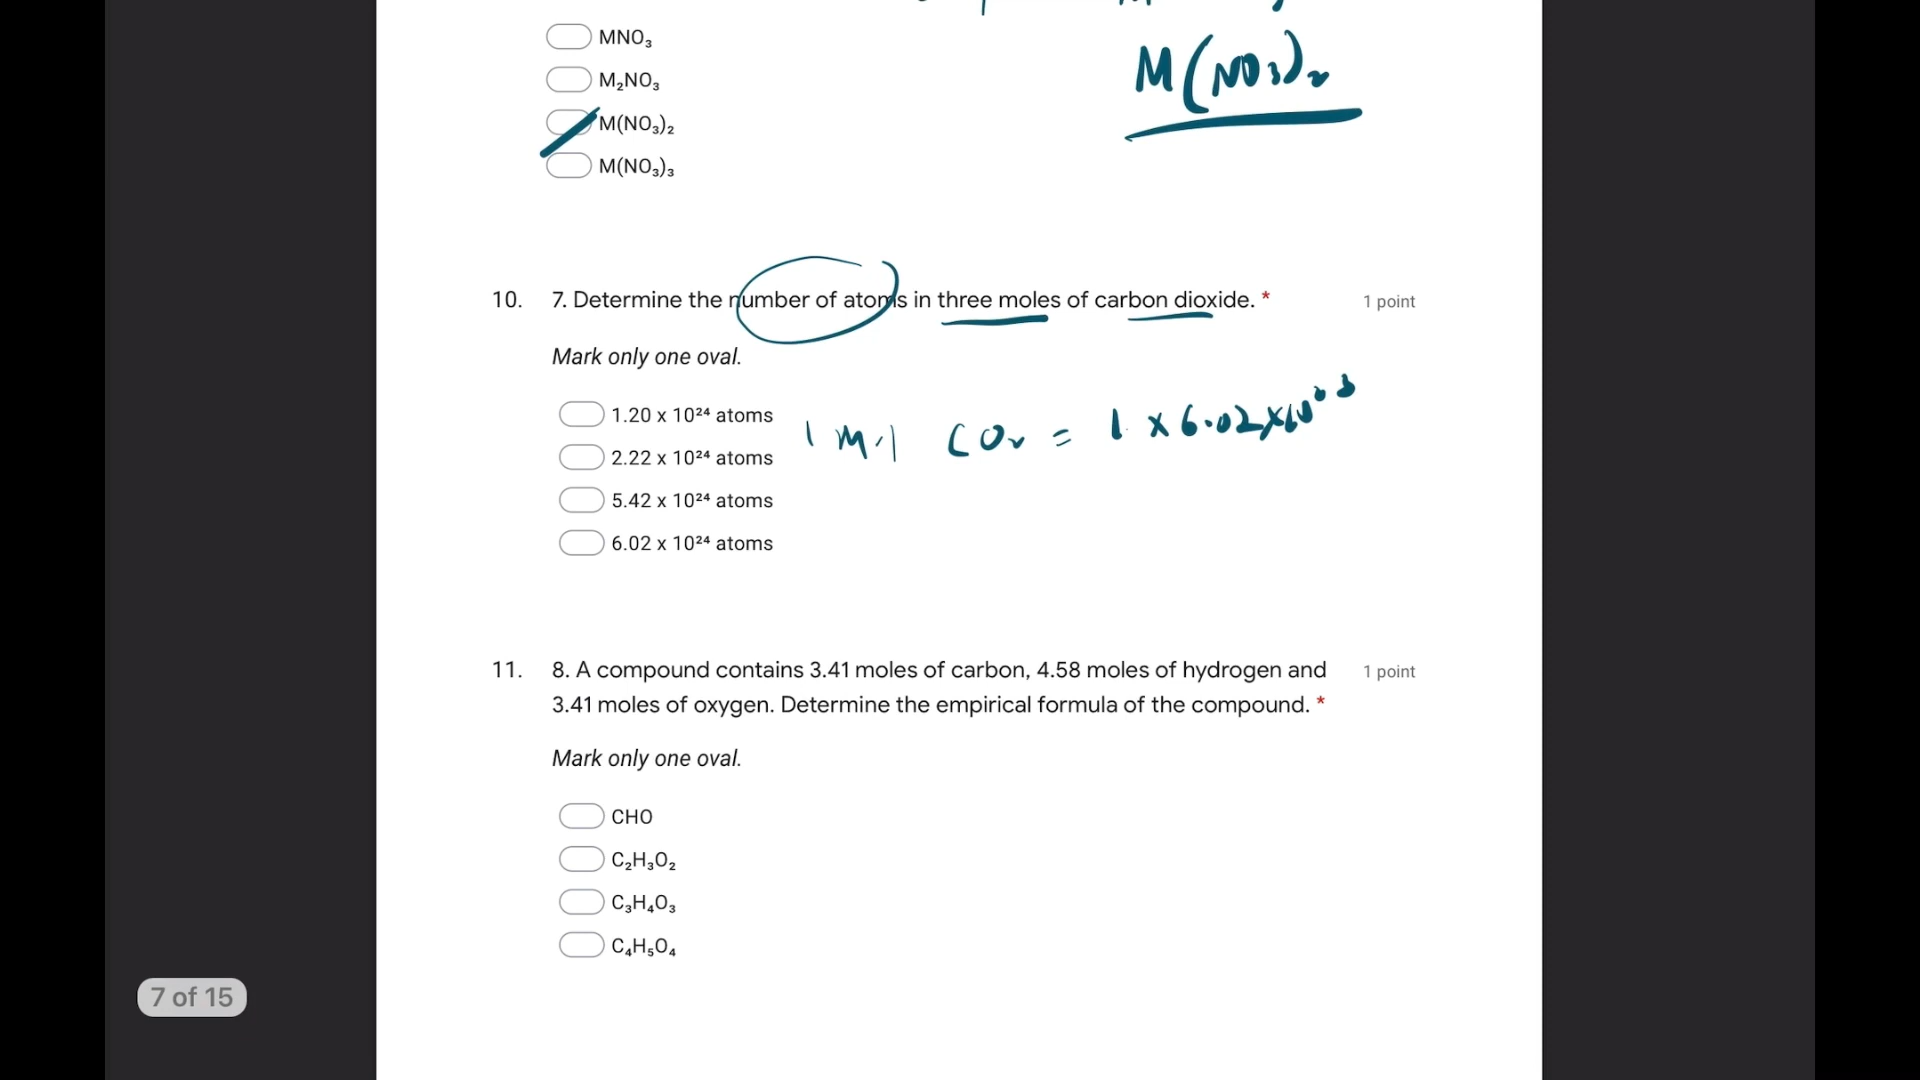 MNO₃
M₂NO₃
M(NO₃)₂
M(NO₃)₃
M(NO₃)₂
10. 7. Determine the number of atoms in three moles of carbon dioxide. * 1 point
Mark only one oval.
1.20 x 10²⁴ atoms
2.22 x 10²⁴ atoms
5.42 x 10²⁴ atoms
6.02 x 10²⁴ atoms
1 mol CO₂ = 1 x 6.02x10²³
11. 8. A compound contains 3.41 moles of carbon, 4.58 moles of hydrogen and 1 point
3.41 moles of oxygen. Determine the empirical formula of the compound. *
Mark only one oval.
CHO
C₂H₃O₂
C₃H₄O₃
C₄H₅O₄
7 of 15